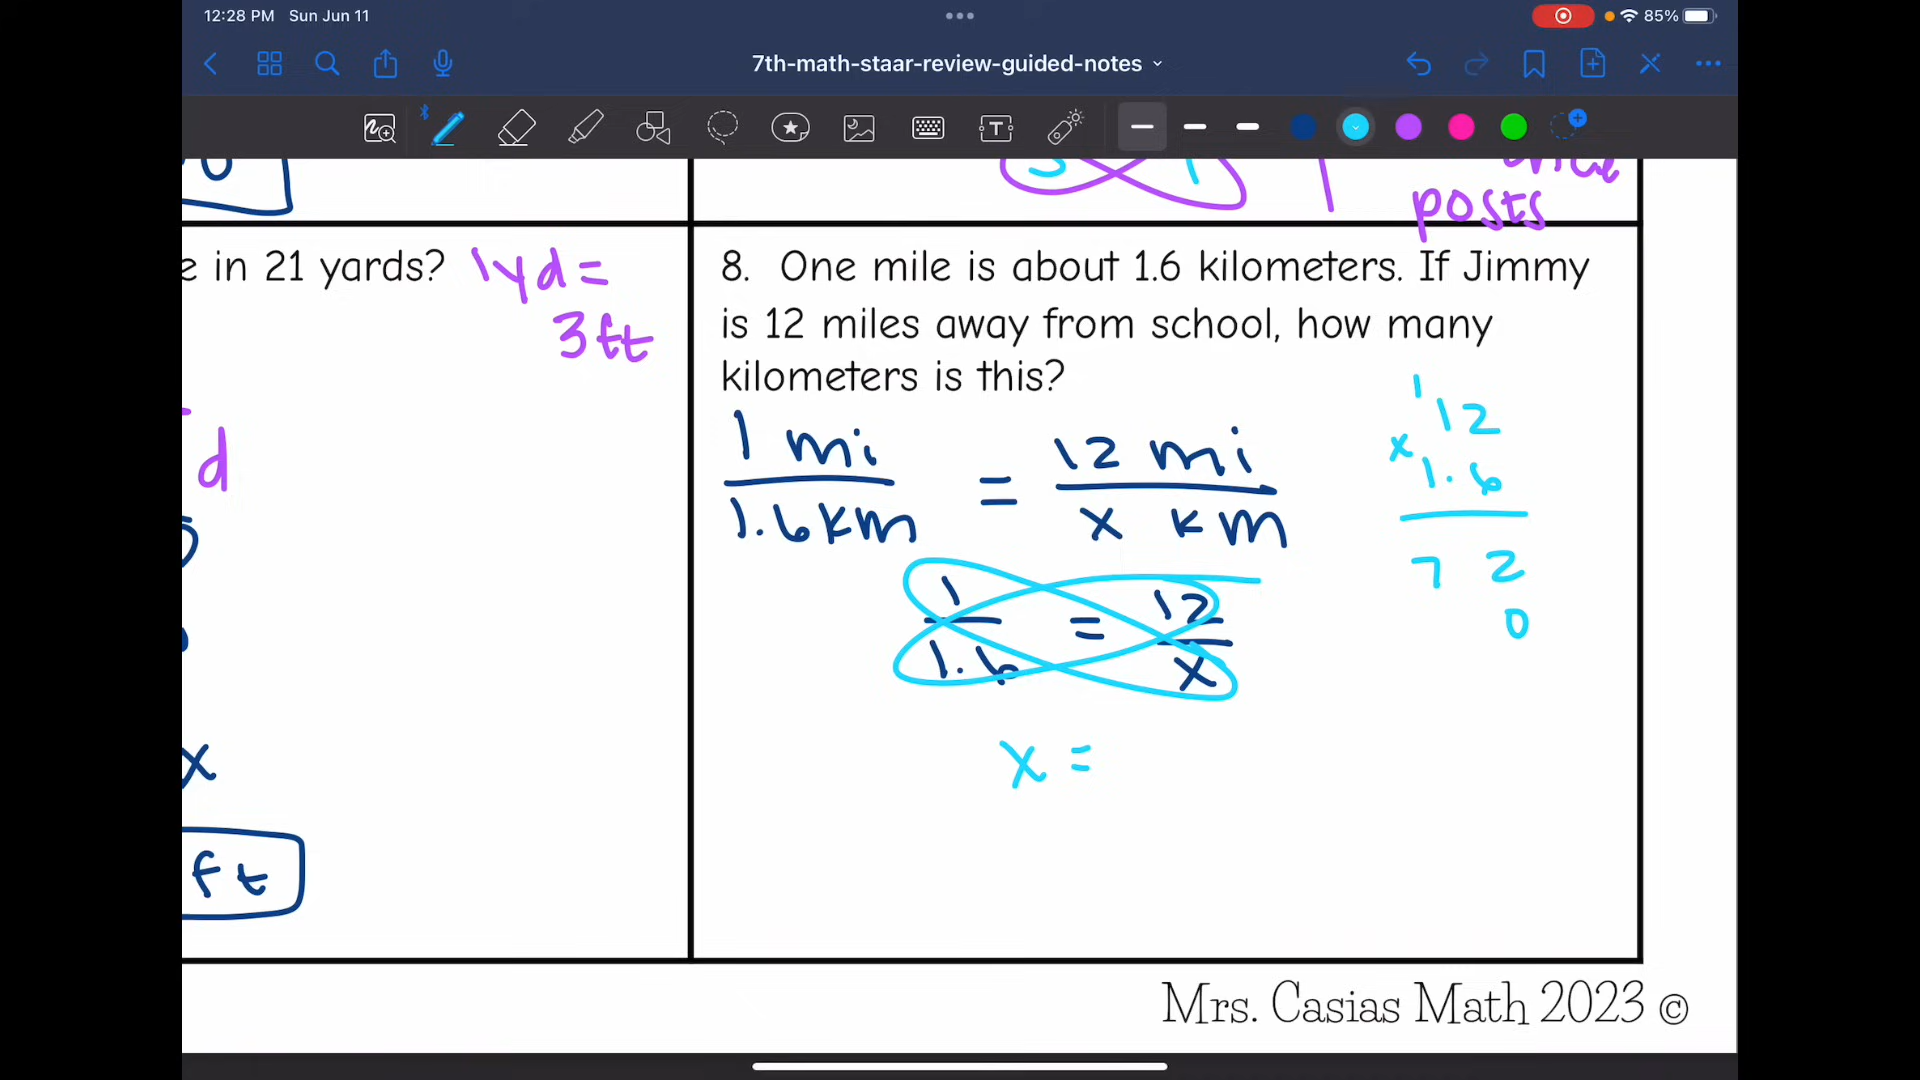 12:28 PM Sun Jun 11
85%
7th-math-staar-review-guided-notes
T
posts
e in 21 yards? 1yd =
3ft
d
x
ft
8. One mile is about 1.6 kilometers. If Jimmy
is 12 miles away from school, how many
kilometers is this?
1 mi = 12 mi
1.6km x km
1 = 12
1.6 x
x =
1
12
x 1.6
7 2
0
Mrs. Casias Math 2023 ©